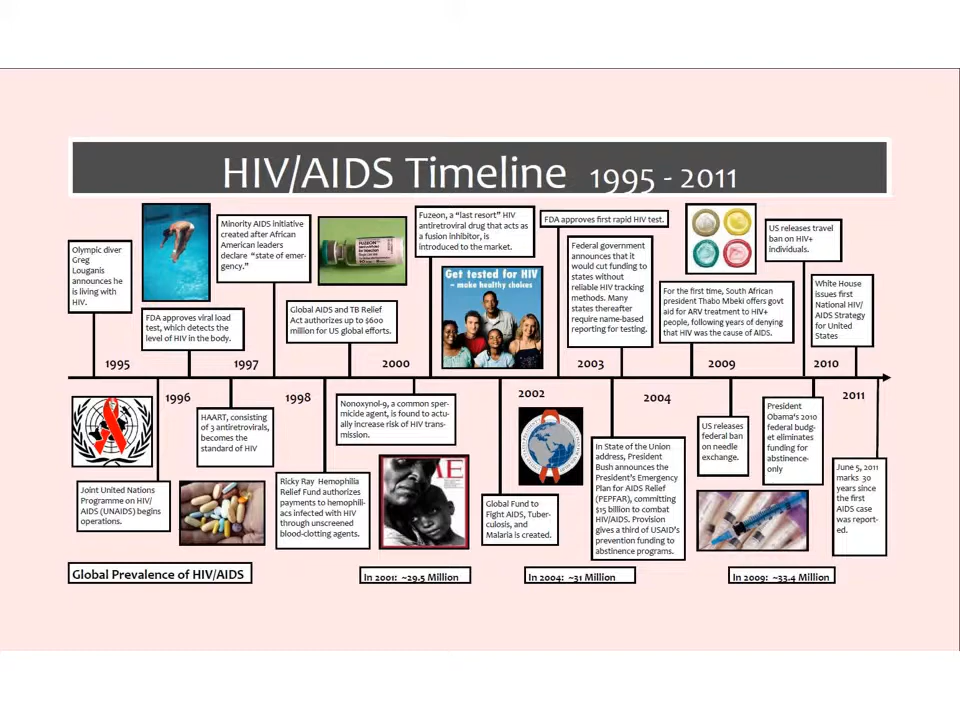 HIV/AIDS Timeline 1995 - 2011
Olympic diver
Greg
Louganis
announces he
is living with
HIV.
FDA approves viral load
test, which detects the
level of HIV in the body.
Minority AIDS initiative
created after African
American leaders
declare "state of emer-
gency."
Global AIDS and TB Relief
Act authorizes up to $600
million for US global efforts.
FUZEON
Fuzeon, a "last resort" HIV
antiretroviral drug that acts as
a fusion inhibitor, is
introduced to the market.
Get tested for HIV
– make healthy choices
FDA approves first rapid HIV test.
Federal government
announces that it
would cut funding to
states without
reliable HIV tracking
methods. Many
states thereafter
require name-based
reporting for testing.
For the first time, South African
president Thabo Mbeki offers govt
aid for ARV treatment to HIV+
people, following years of denying
that HIV was the cause of AIDS.
US releases travel
ban on HIV+
individuals.
White House
issues first
National HIV/
AIDS Strategy
for United
States
1995
1997
2000
2003
2009
2010
1996
1998
2002
2004
2011
Joint United Nations
Programme on HIV/
AIDS (UNAIDS) begins
operations.
HAART, consisting
of 3 antiretrovirals,
becomes the
standard of HIV
Ricky Ray Hemophilia
Relief Fund authorizes
payments to hemophili-
acs infected with HIV
through unscreened
blood-clotting agents.
Nonoxynol-9, a common sper-
micide agent, is found to actu-
ally increase risk of HIV trans-
mission.
Global Fund to
Fight AIDS, Tuber-
culosis, and
Malaria is created.
In State of the Union
address, President
Bush announces the
President's Emergency
Plan for AIDS Relief
(PEPFAR), committing
$15 billion to combat
HIV/AIDS. Provision
gives a third of USAID's
prevention funding to
abstinence programs.
US releases
federal ban
on needle
exchange.
President
Obama's 2010
federal budg-
et eliminates
funding for
abstinence-
only
June 5, 2011
marks 30
years since
the first
AIDS case
was report-
ed.
Global Prevalence of HIV/AIDS
In 2001: ~29.5 Million
In 2004: ~31 Million
In 2009: ~33.4 Million